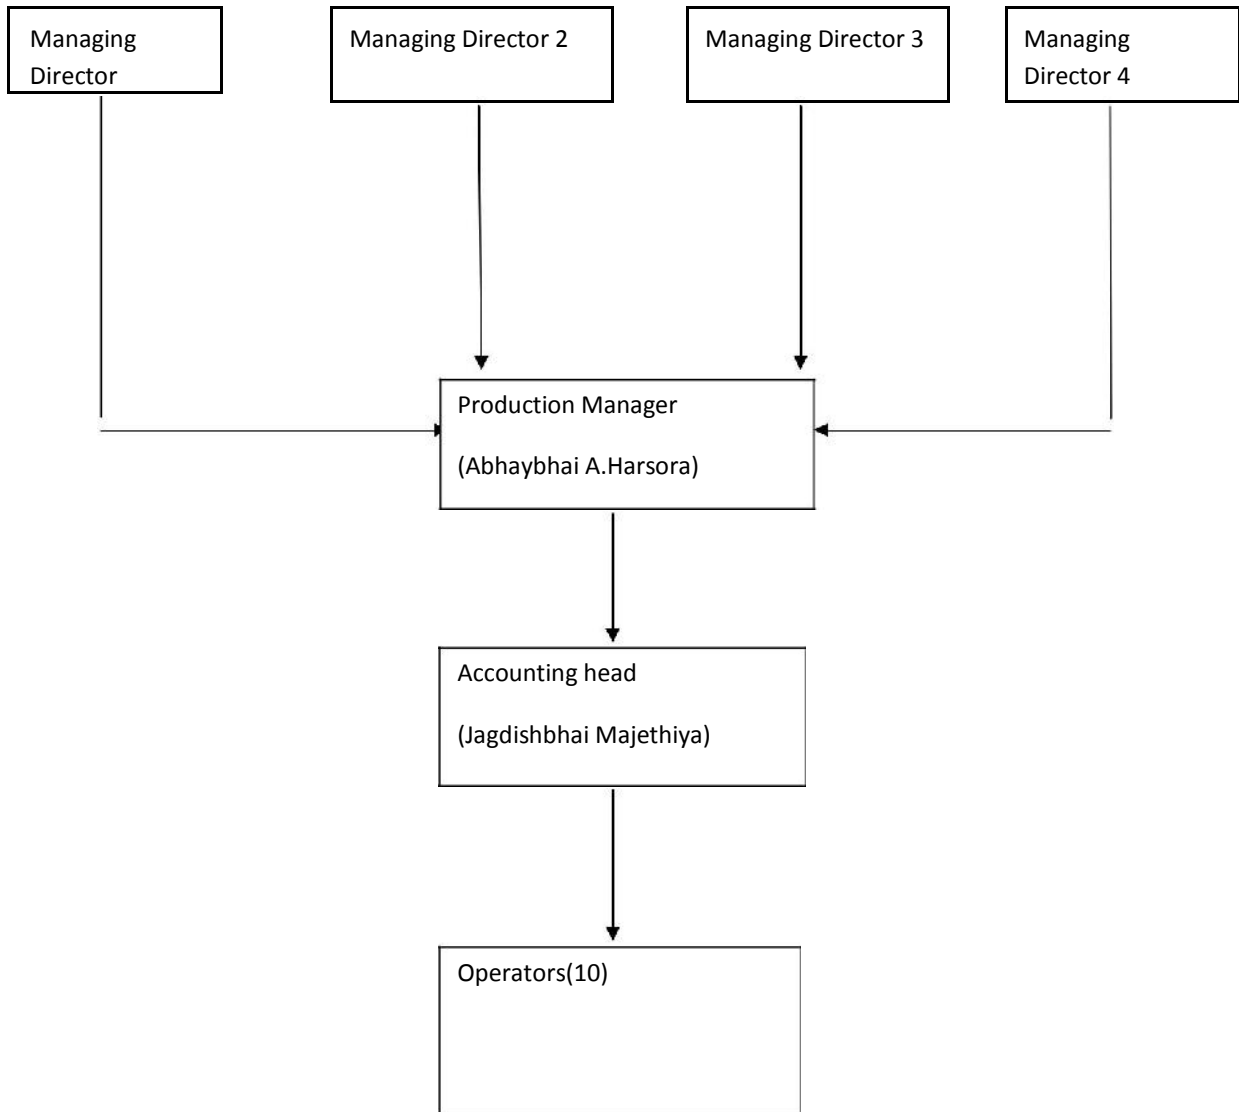 Managing
Director
Managing Director 2
Managing Director 3
Managing
Director 4
Production Manager
(Abhaybhai A.Harsora)
Accounting head
(Jagdishbhai Majethiya)
Operators(10)